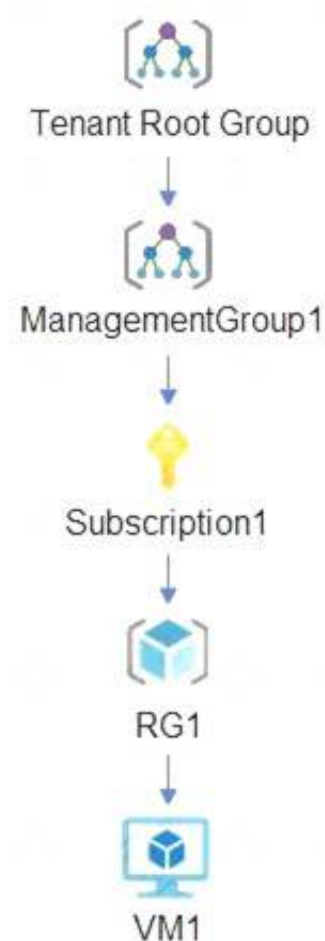 Tenant Root Group
ManagementGroup1
Subscription1
RG1
VM1